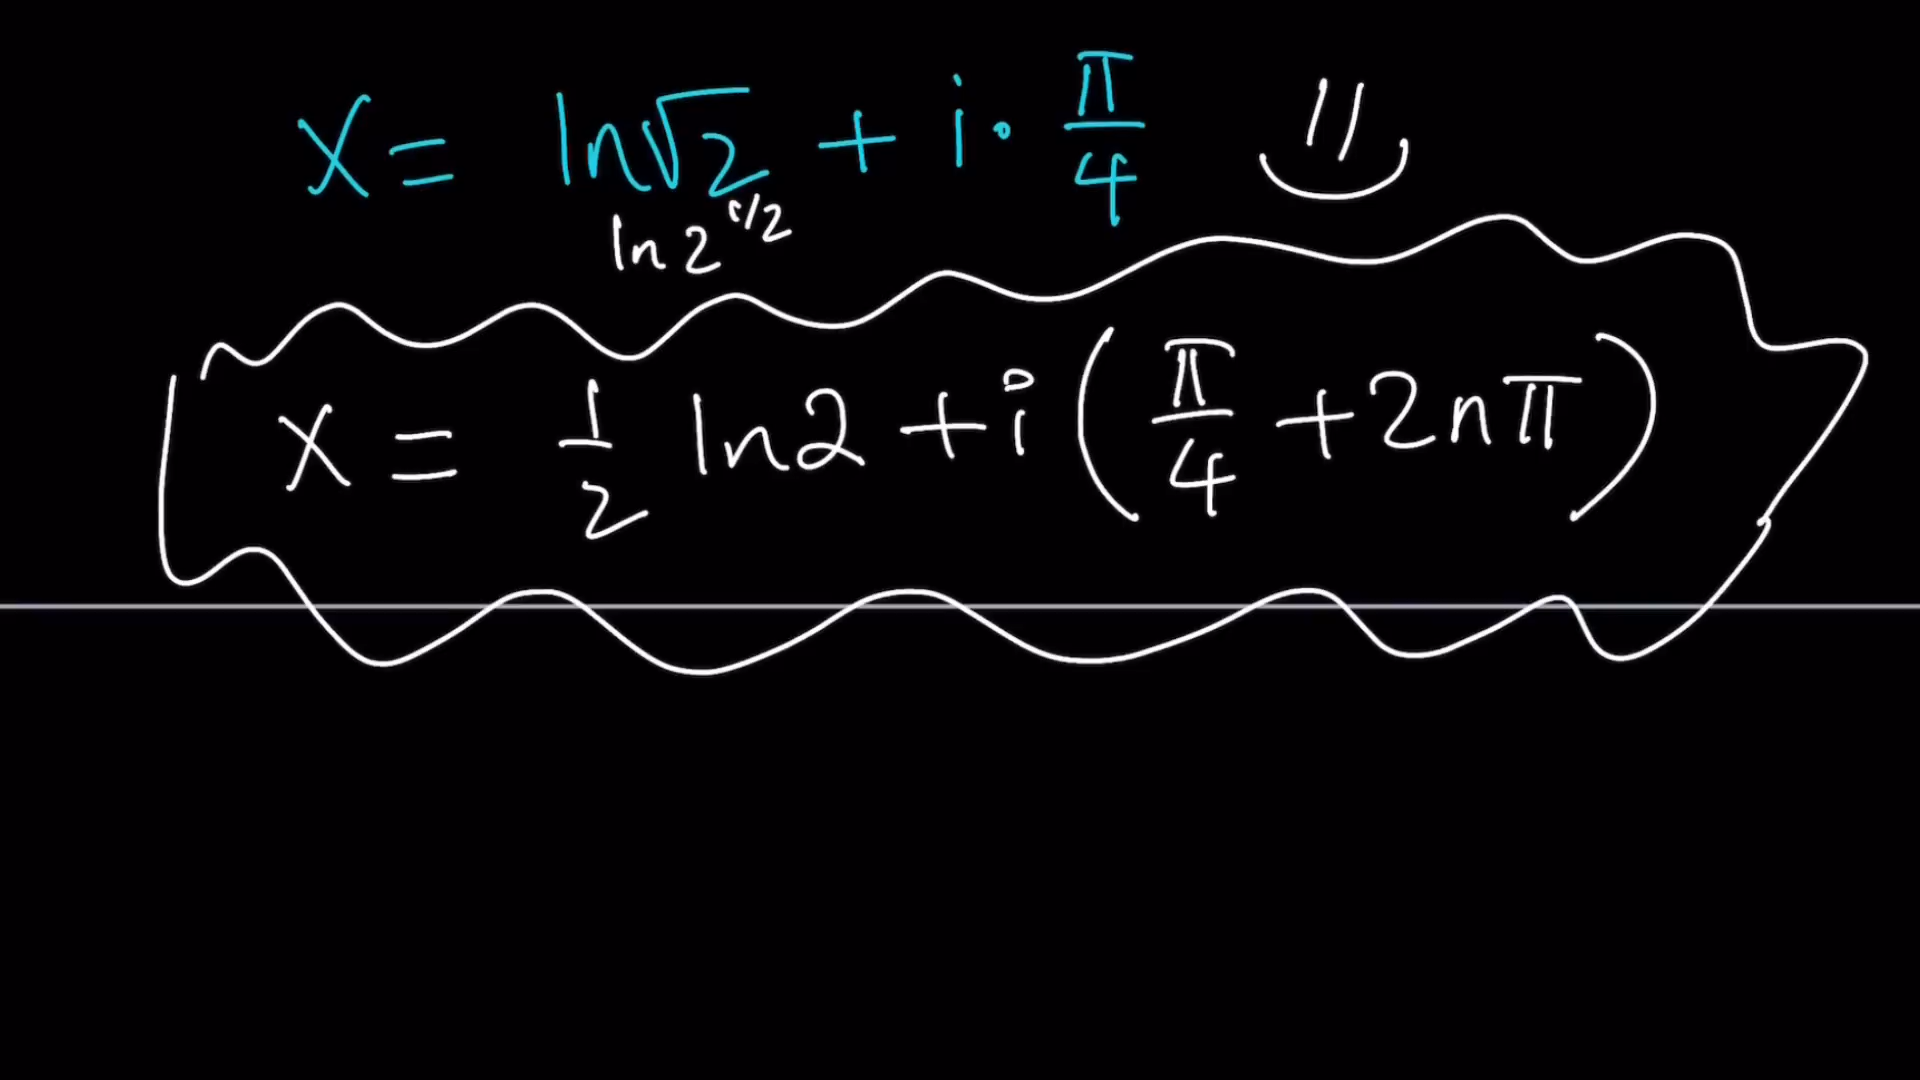 x = ln√2 + i · π/4
ln 2^1/2
x = 1/2 ln2 + i ( π/4 + 2nπ )